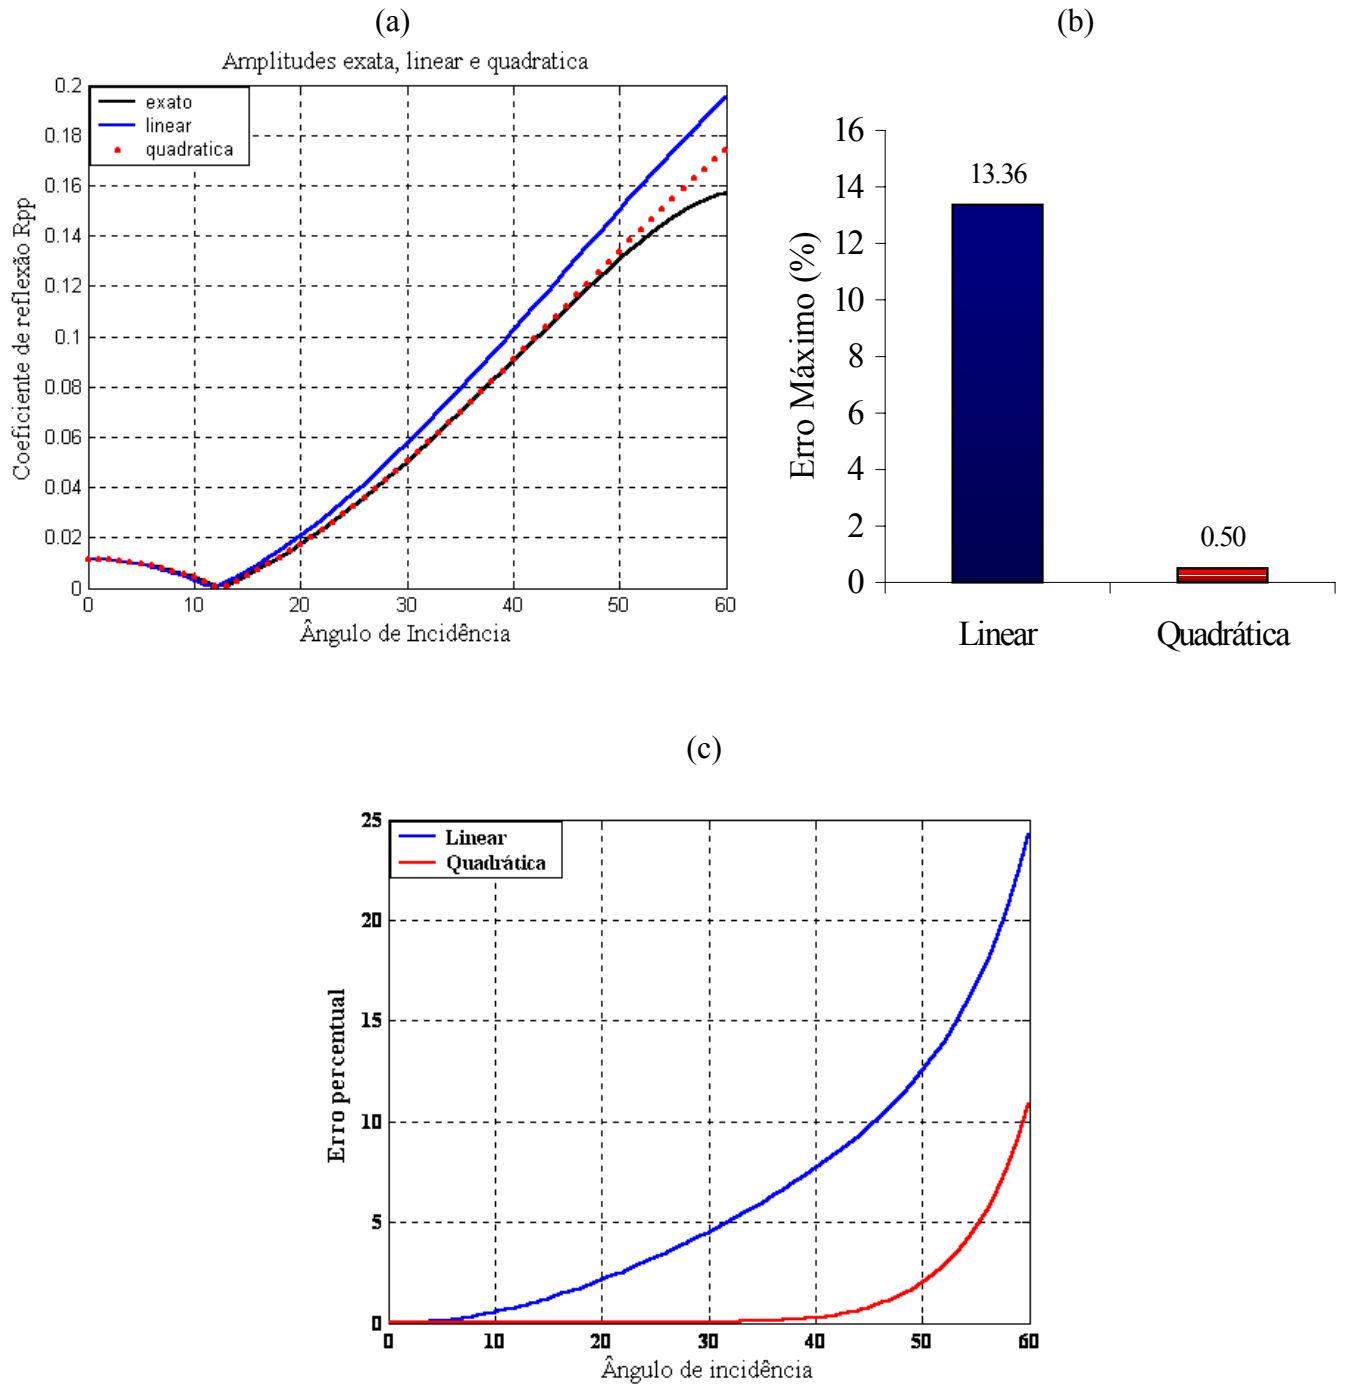 (a)
Amplitudes exata, linear e quadratica
exato
linear
quadratica
0.2
0.18
0.16
0.14
0.12
0.1
0.08
0.06
0.04
0.02
0
Coeficiente de reflexão Rpp
0 10 20 30 40 50 60
Ângulo de Incidência
(b)
16
14
12
10
8
6
4
2
0
Erro Máximo (%)
13.36
0.50
Linear Quadrática
(c)
Linear
Quadrática
25
20
15
10
5
0
Erro percentual
0 10 20 30 40 50 60
Ângulo de incidência